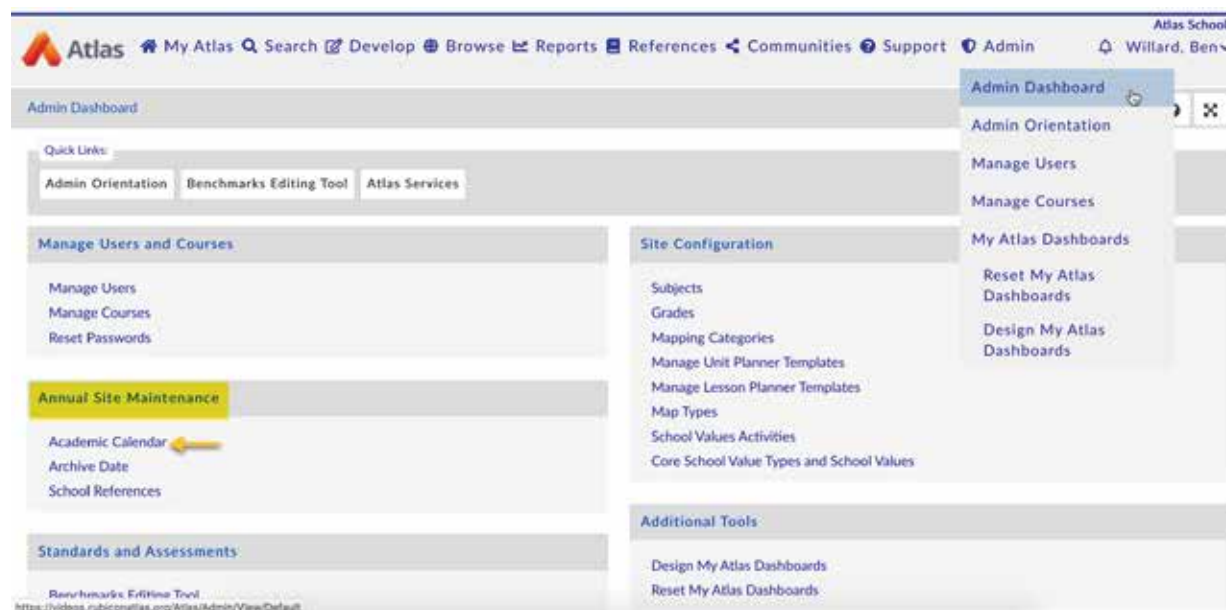 Atlas School
Atlas My Atlas Search Develop Browse Reports References Communities Support Admin Willard, Ben
Admin Dashboard
Admin Dashboard
Admin Orientation
Manage Users
Manage Courses
My Atlas Dashboards
Reset My Atlas
Dashboards
Design My Atlas
Dashboards
Quick Links:
Admin Orientation Benchmarks Editing Tool Atlas Services
Manage Users and Courses
Manage Users
Manage Courses
Reset Passwords
Annual Site Maintenance
Academic Calendar
Archive Date
School References
Standards and Assessments
Benchmarks Editing Tool
Site Configuration
Subjects
Grades
Mapping Categories
Manage Unit Planner Templates
Manage Lesson Planner Templates
Map Types
School Values Activities
Core School Value Types and School Values
Additional Tools
Design My Atlas Dashboards
Reset My Atlas Dashboards